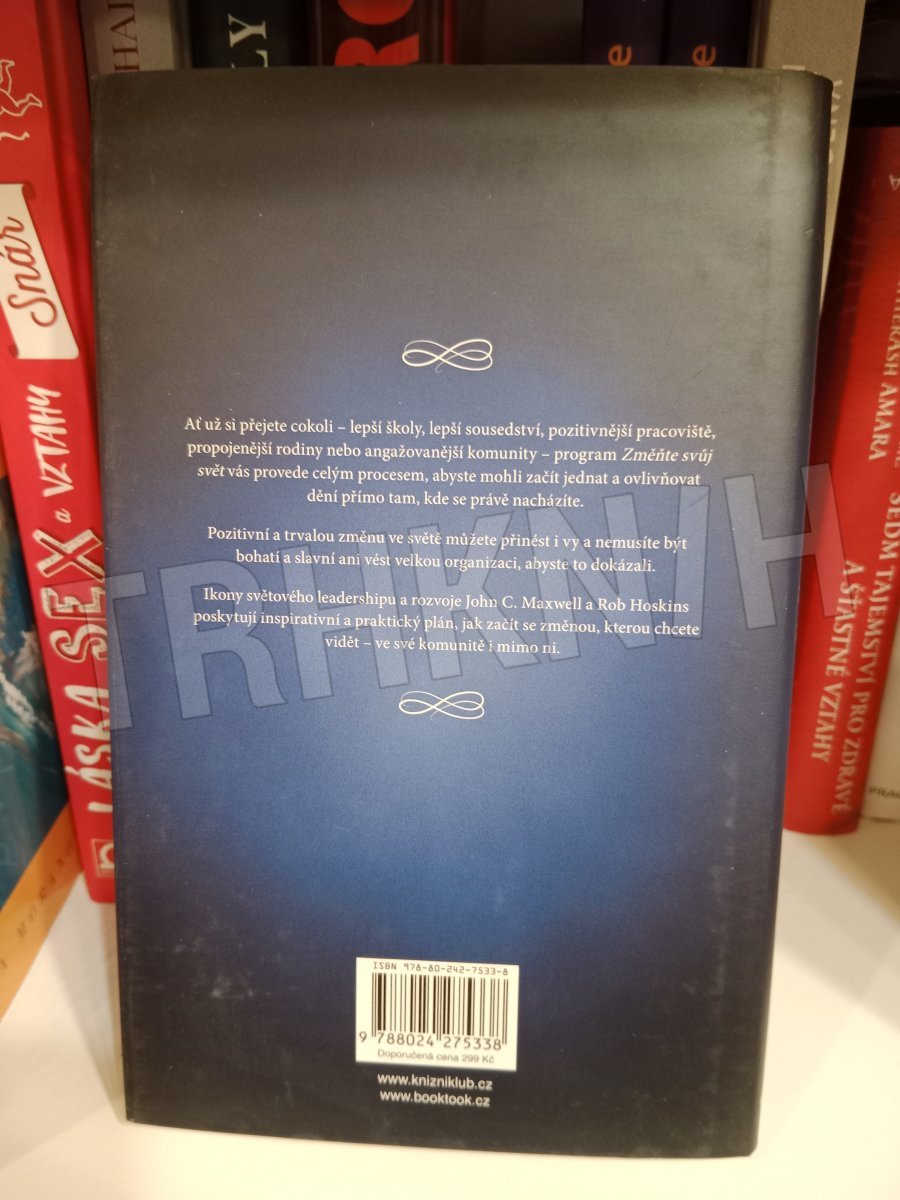 Ať už si přejete cokoli – lepší školy, lepší sousedství, pozitivnější pracoviště,
propojenější rodiny nebo angažovanější komunity – program Změňte svůj
svět vás provede celým procesem, abyste mohli začít jednat a ovlivňovat
dění přímo tam, kde se právě nacházíte.
Pozitivní a trvalou změnu ve světě můžete přinést i vy a nemusíte být
bohatí a slavní ani vést velkou organizaci, abyste to dokázali.
Ikony světového leadershipu a rozvoje John C. Maxwell a Rob Hoskins
poskytují inspirativní a praktický plán, jak začít se změnou, kterou chcete
vidět – ve své komunitě i mimo ni.
ISBN 978-80-242-7533-8
9 788024 275338
Doporučená cena 299 Kč
www.knizniklub.cz
www.booktook.cz
TRHKNIH
Snář
LÁSKA SEX a VZTAHY
LY
RO
e
e
AMARA
SEDM TAJEMSTVÍ PRO ZDRAVÉ
A ŠŤASTNÉ VZTAHY